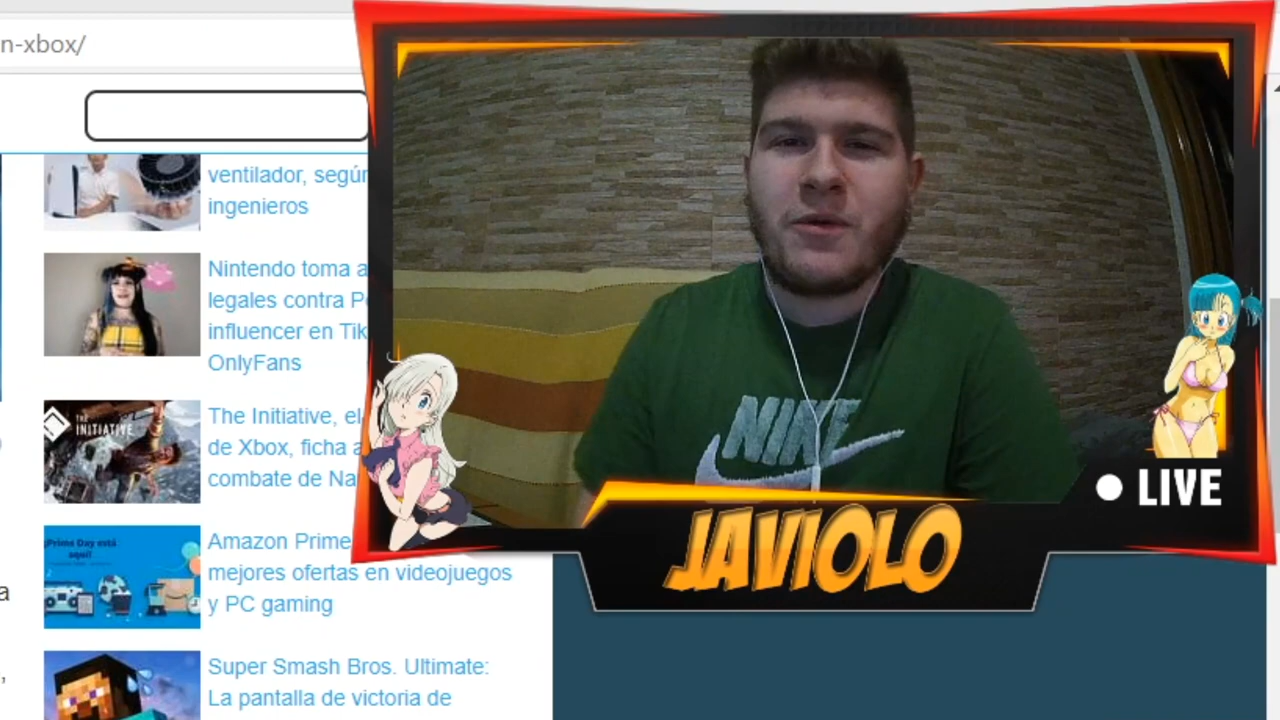 n-xbox/
ventilador, según
ingenieros
Nintendo toma a
legales contra P
influencer en Tik
OnlyFans
THE
INITIATIVE
The Initiative, el
de Xbox, ficha a
combate de Na
¡Prime Day está
aquí!
Amazon Prime
mejores ofertas en videojuegos
y PC gaming
Super Smash Bros. Ultimate:
La pantalla de victoria de
a
,
NIKE
LIVE
JAVIOLO